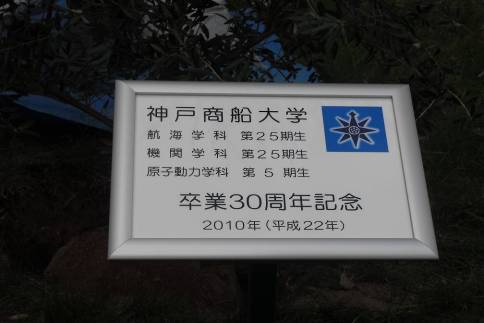 神戸商船大学
航海学科 第25期生
機関学科 第25期生
原子動力学科 第5期生
卒業30周年記念
2010年(平成22年)